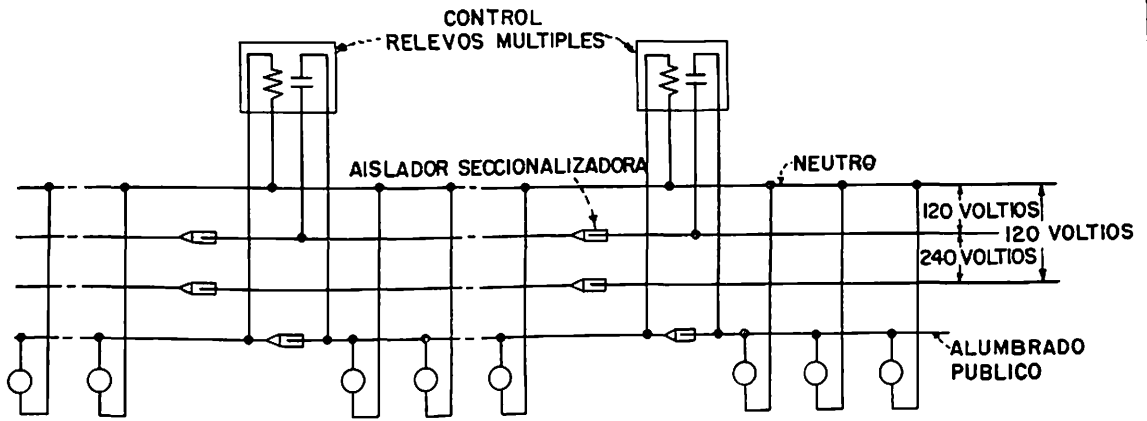 CONTROL
RELEVOS MULTIPLES
AISLADOR SECCIONALIZADORA
NEUTRO
120 VOLTIOS
120 VOLTIOS
240 VOLTIOS
ALUMBRADO
PUBLICO